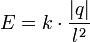 E = k · |q| / l²